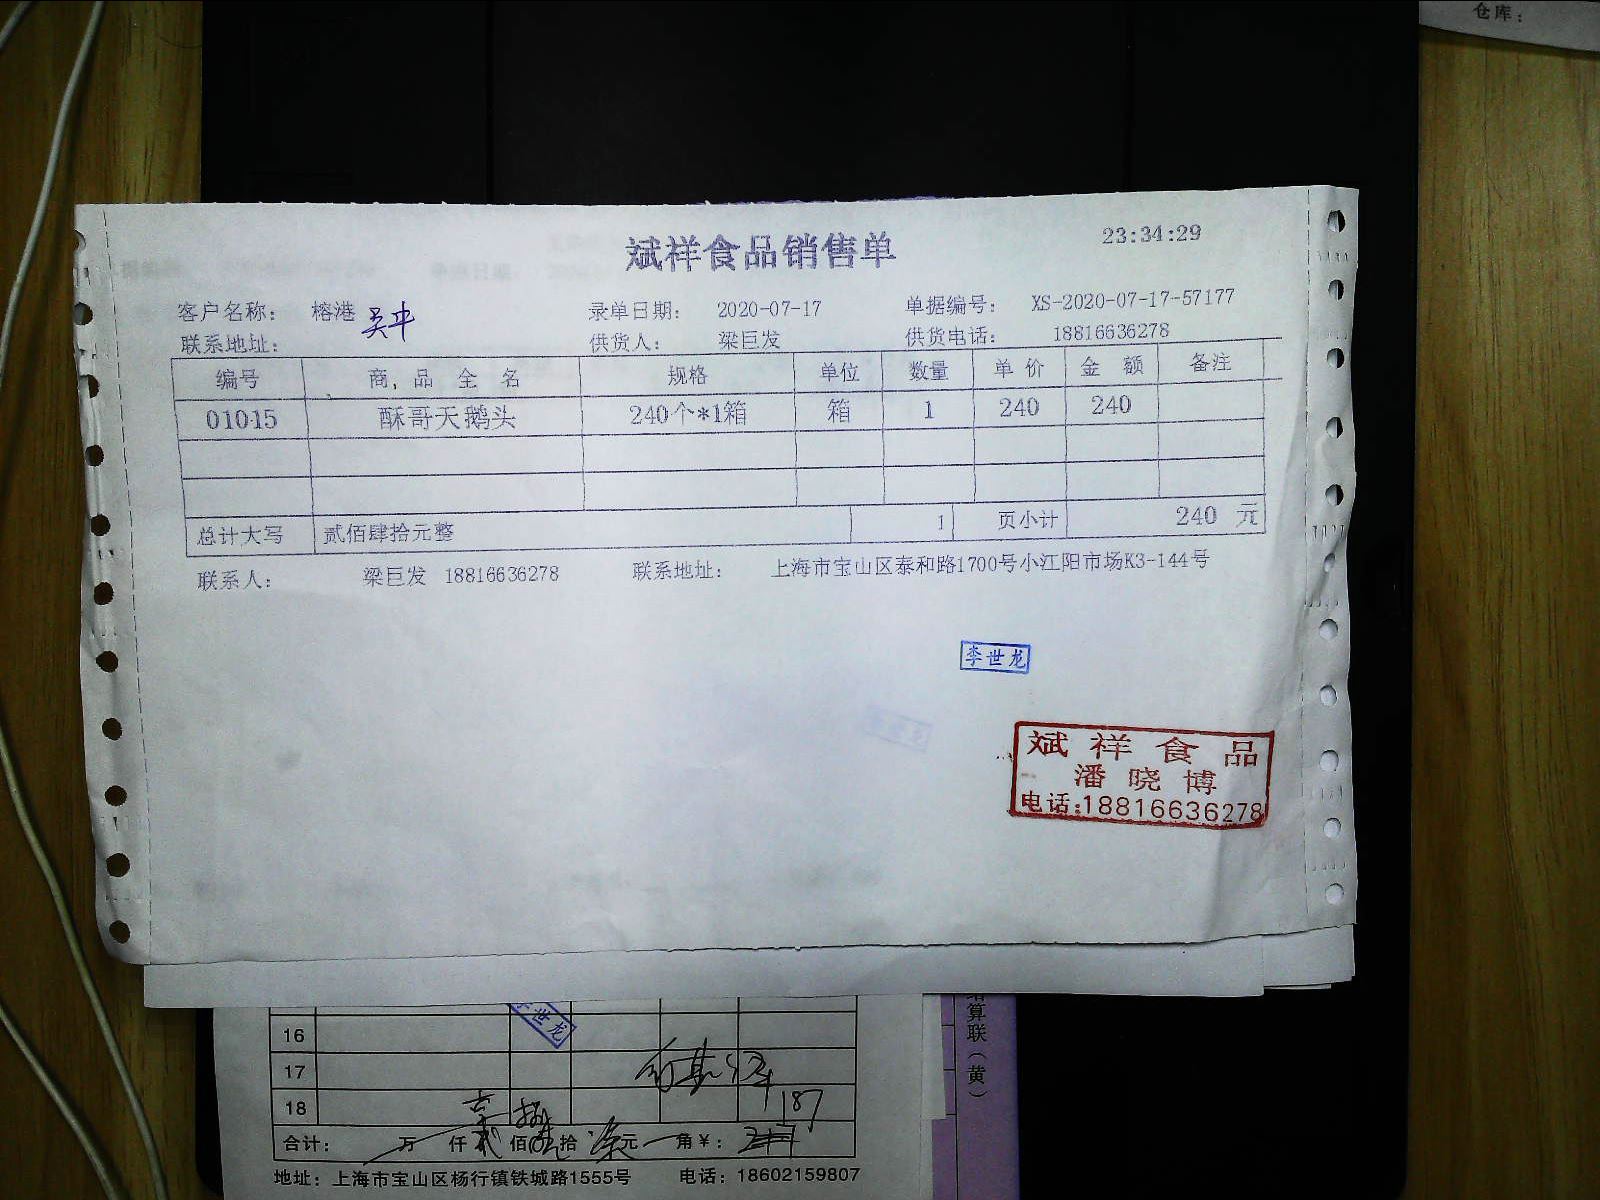 仓库：
斌祥食品销售单
23:34:29
客户名称： 榕港 吴平 录单日期： 2020-07-17 单据编号： XS-2020-07-17-57177
联系地址： 供货人： 梁巨发 供货电话： 18816636278
编号 商，品 全 名 规格 单位 数量 单 价 金 额 备注
01015 酥哥天鹅头 240个*1箱 箱 1 240 240
总计大写 贰佰肆拾元整 1 页小计 240 元
联系人： 梁巨发 18816636278 联系地址： 上海市宝山区泰和路1700号小江阳市场K3-144号
李世龙
斌祥食品
潘晓博
电话:18816636278
李世龙
16
17
18
187
合计： 万 仟 佰 拾 元 角 ¥：
地址：上海市宝山区杨行镇铁城路1555号 电话：18602159807
结算联（黄）